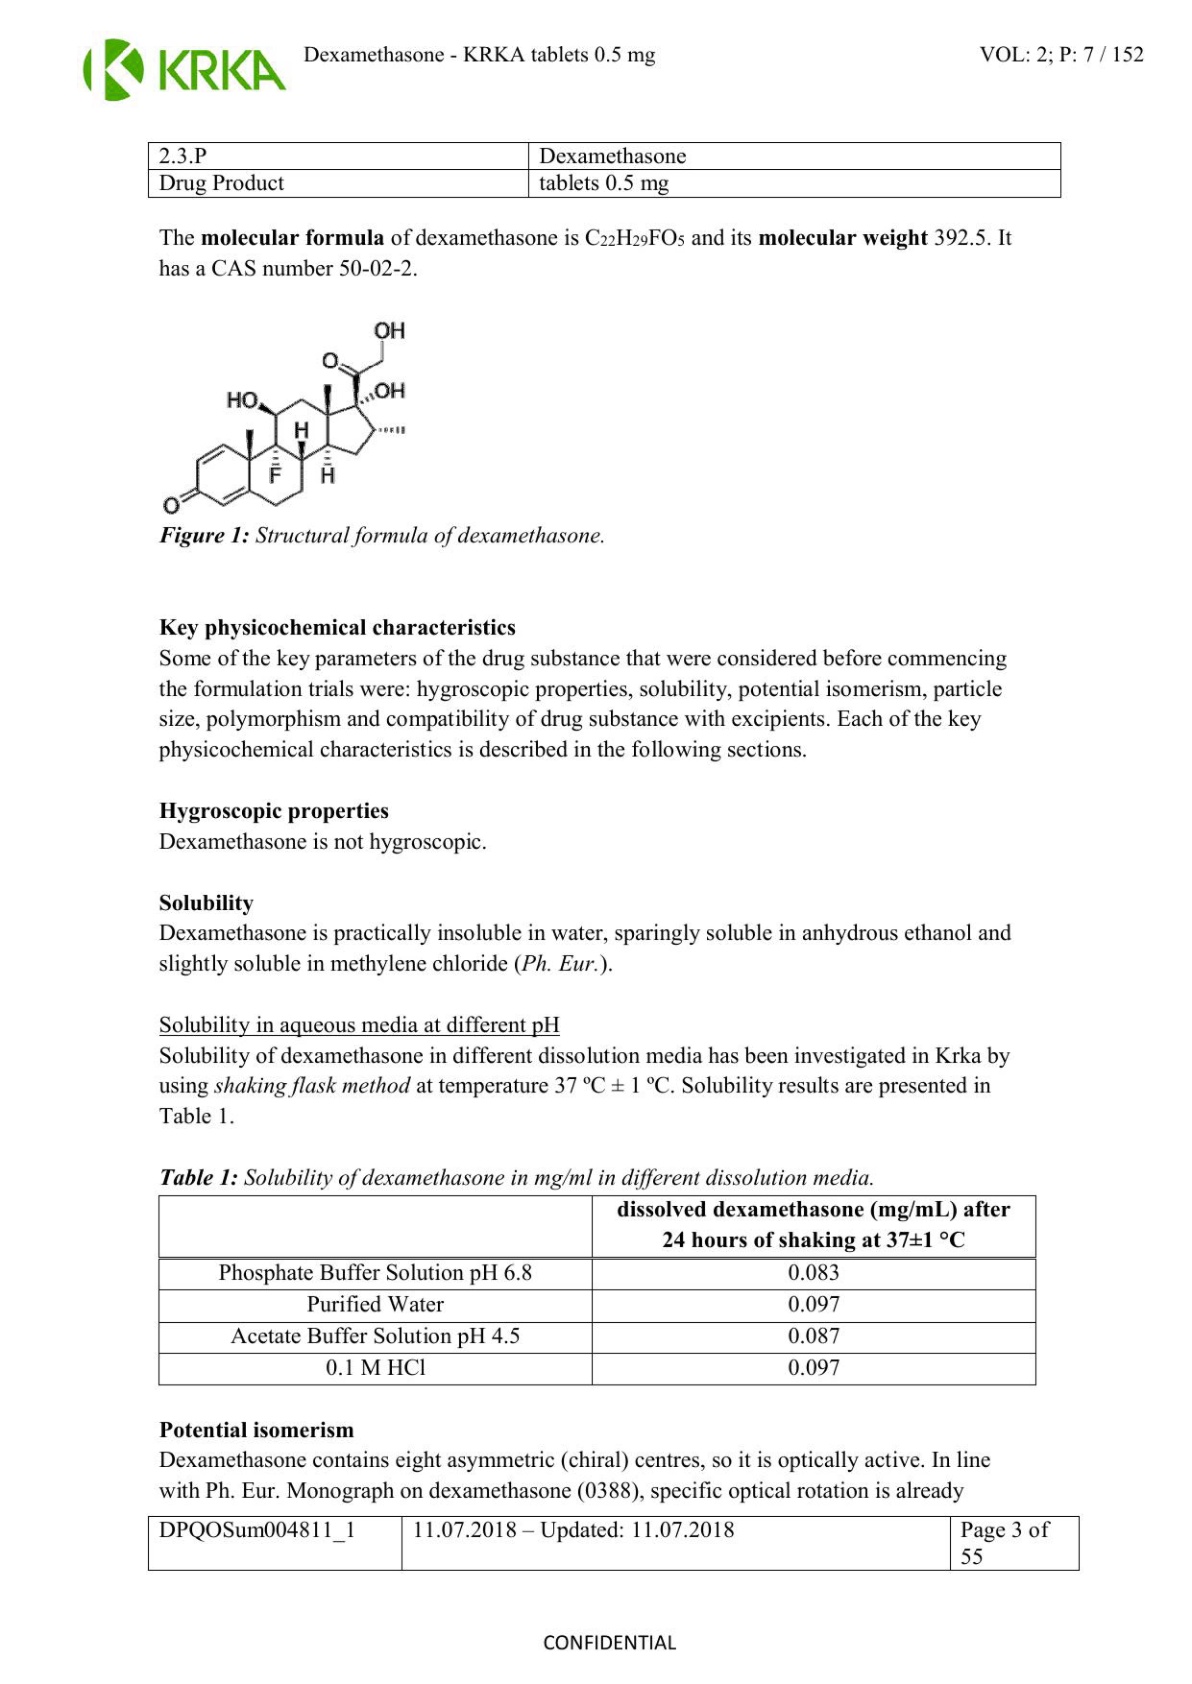 KRKA Dexamethasone - KRKA tablets 0.5 mg VOL: 2; P: 7 / 152
2.3.P Dexamethasone
Drug Product tablets 0.5 mg
The molecular formula of dexamethasone is C22H29FO5 and its molecular weight 392.5. It
has a CAS number 50-02-2.
OH
O
OH
HO
H
F H
O
Figure 1: Structural formula of dexamethasone.
Key physicochemical characteristics
Some of the key parameters of the drug substance that were considered before commencing
the formulation trials were: hygroscopic properties, solubility, potential isomerism, particle
size, polymorphism and compatibility of drug substance with excipients. Each of the key
physicochemical characteristics is described in the following sections.
Hygroscopic properties
Dexamethasone is not hygroscopic.
Solubility
Dexamethasone is practically insoluble in water, sparingly soluble in anhydrous ethanol and
slightly soluble in methylene chloride (Ph. Eur.).
Solubility in aqueous media at different pH
Solubility of dexamethasone in different dissolution media has been investigated in Krka by
using shaking flask method at temperature 37 ºC ± 1 ºC. Solubility results are presented in
Table 1.
Table 1: Solubility of dexamethasone in mg/ml in different dissolution media.
dissolved dexamethasone (mg/mL) after
24 hours of shaking at 37±1 °C
Phosphate Buffer Solution pH 6.8 0.083
Purified Water 0.097
Acetate Buffer Solution pH 4.5 0.087
0.1 M HCl 0.097
Potential isomerism
Dexamethasone contains eight asymmetric (chiral) centres, so it is optically active. In line
with Ph. Eur. Monograph on dexamethasone (0388), specific optical rotation is already
DPQOSum004811_1 11.07.2018 – Updated: 11.07.2018 Page 3 of
55
CONFIDENTIAL